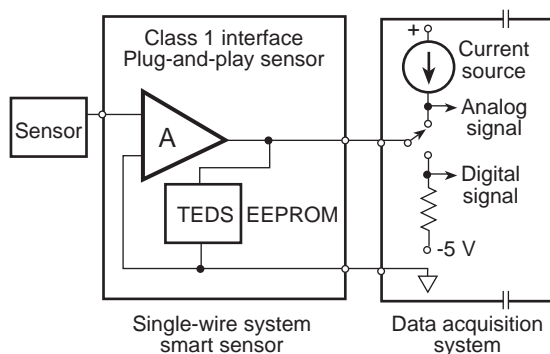 Class 1 interface
Plug-and-play sensor
Sensor
A
TEDS
EEPROM
+
Current
source
Analog
signal
Digital
signal
-5 V
Single-wire system
smart sensor
Data acquisition
system